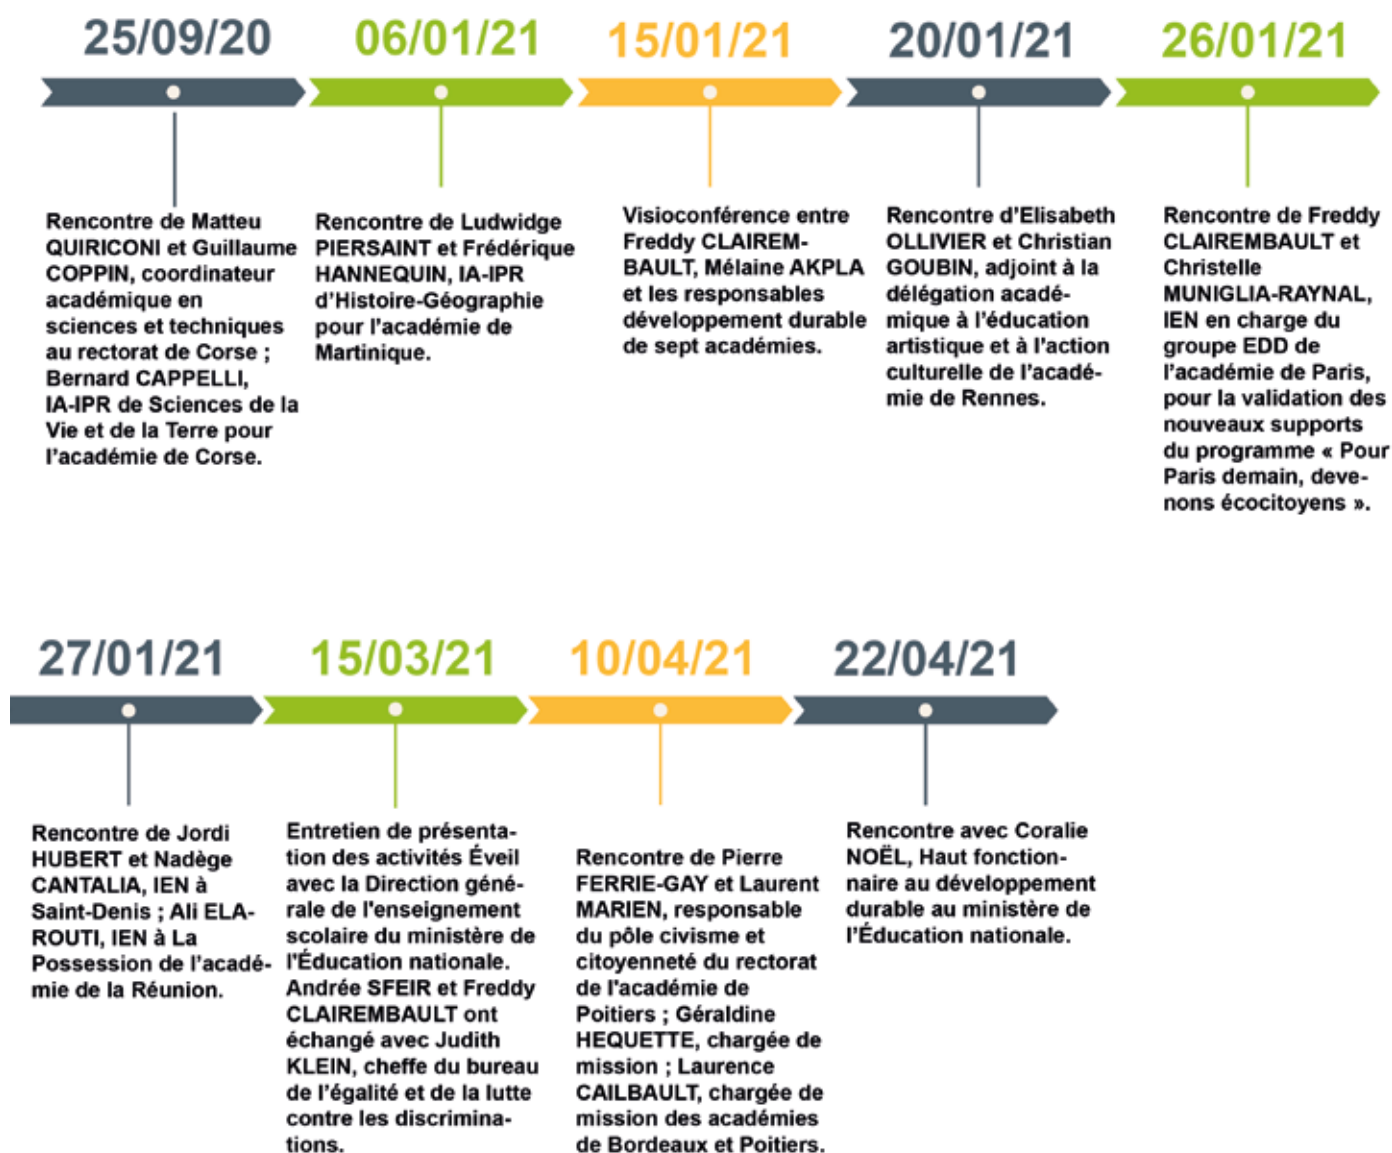 25/09/20
Rencontre de Matteu
QUIRICONI et Guillaume
COPPIN, coordinateur
académique en
sciences et techniques
au rectorat de Corse ;
Bernard CAPPELLI,
IA-IPR de Sciences de la
Vie et de la Terre pour
l'académie de Corse.
06/01/21
Rencontre de Ludwidge
PIERSAINT et Frédérique
HANNEQUIN, IA-IPR
d'Histoire-Géographie
pour l'académie de
Martinique.
15/01/21
Visioconférence entre
Freddy CLAIREM-
BAULT, Mélaine AKPLA
et les responsables
développement durable
de sept académies.
20/01/21
Rencontre d'Elisabeth
OLLIVIER et Christian
GOUBIN, adjoint à la
délégation acadé-
mique à l'éducation
artistique et à l'action
culturelle de l'acadé-
mie de Rennes.
26/01/21
Rencontre de Freddy
CLAIREMBAULT et
Christelle
MUNIGLIA-RAYNAL,
IEN en charge du
groupe EDD de
l'académie de Paris,
pour la validation des
nouveaux supports
du programme « Pour
Paris demain, deve-
nons écocitoyens ».
27/01/21
Rencontre de Jordi
HUBERT et Nadège
CANTALIA, IEN à
Saint-Denis ; Ali ELA-
ROUTI, IEN à La
Possession de l'acadé-
mie de la Réunion.
15/03/21
Entretien de présenta-
tion des activités Éveil
avec la Direction géné-
rale de l'enseignement
scolaire du ministère de
l'Éducation nationale.
Andrée SFEIR et Freddy
CLAIREMBAULT ont
échangé avec Judith
KLEIN, cheffe du bureau
de l'égalité et de la lutte
contre les discrimina-
tions.
10/04/21
Rencontre de Pierre
FERRIE-GAY et Laurent
MARIEN, responsable
du pôle civisme et
citoyenneté du rectorat
de l'académie de
Poitiers ; Géraldine
HEQUETTE, chargée de
mission ; Laurence
CAILBAULT, chargée de
mission des académies
de Bordeaux et Poitiers.
22/04/21
Rencontre avec Coralie
NOËL, Haut fonction-
naire au développement
durable au ministère de
l'Éducation nationale.